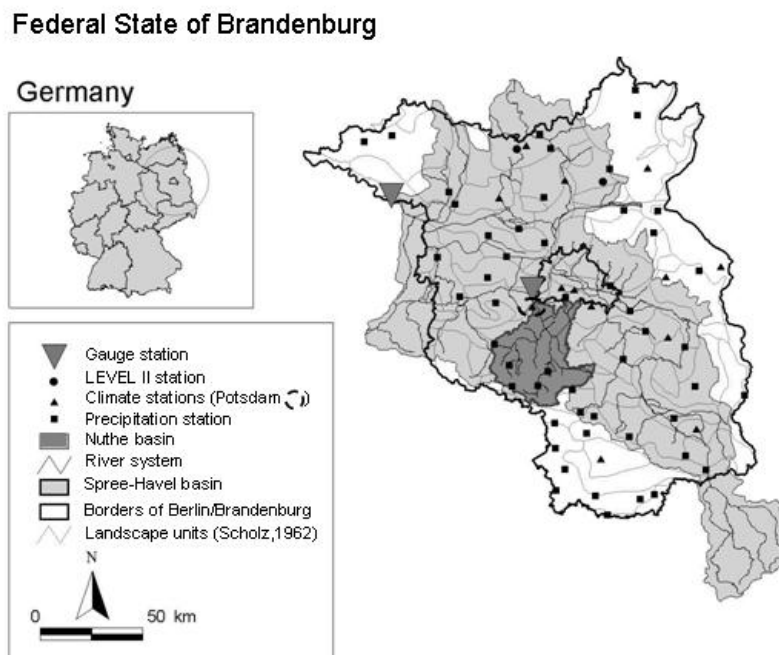 Federal State of Brandenburg
Germany
Gauge station
LEVEL II station
Climate stations (Potsdam )
Precipitation station
Nuthe basin
River system
Spree-Havel basin
Borders of Berlin/Brandenburg
Landscape units (Scholz,1962)
N
0 50 km